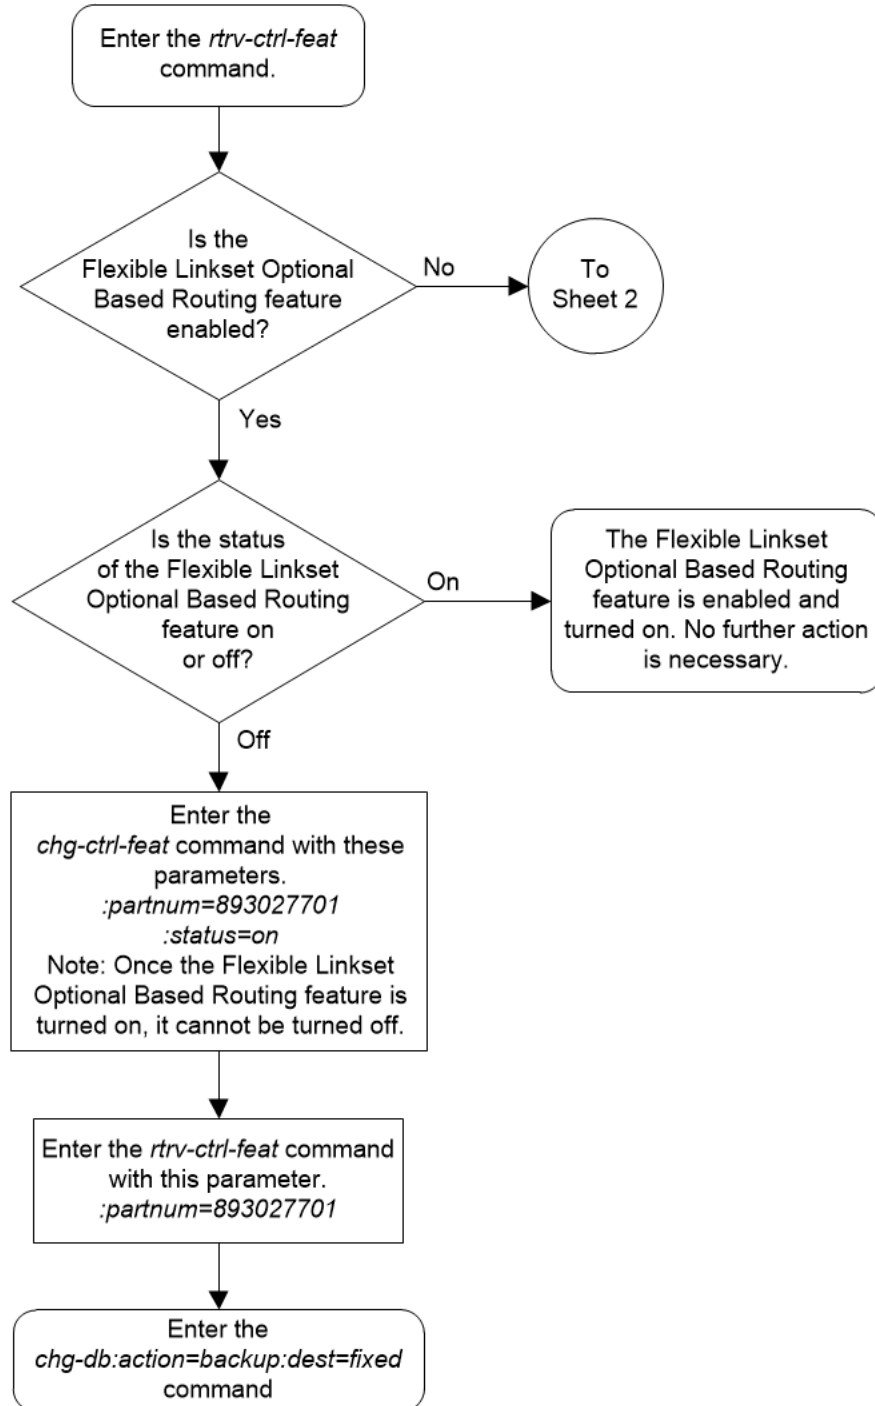 Enter the rtrv-ctrl-feat
command.
Is the
Flexible Linkset Optional
Based Routing feature
enabled?
No
To
Sheet 2
Yes
Is the status
of the Flexible Linkset
Optional Based Routing
feature on
or off?
On
The Flexible Linkset
Optional Based Routing
feature is enabled and
turned on. No further action
is necessary.
Off
Enter the
chg-ctrl-feat command with these
parameters.
:partnum=893027701
:status=on
Note: Once the Flexible Linkset
Optional Based Routing feature is
turned on, it cannot be turned off.
Enter the rtrv-ctrl-feat command
with this parameter.
:partnum=893027701
Enter the
chg-db:action=backup:dest=fixed
command